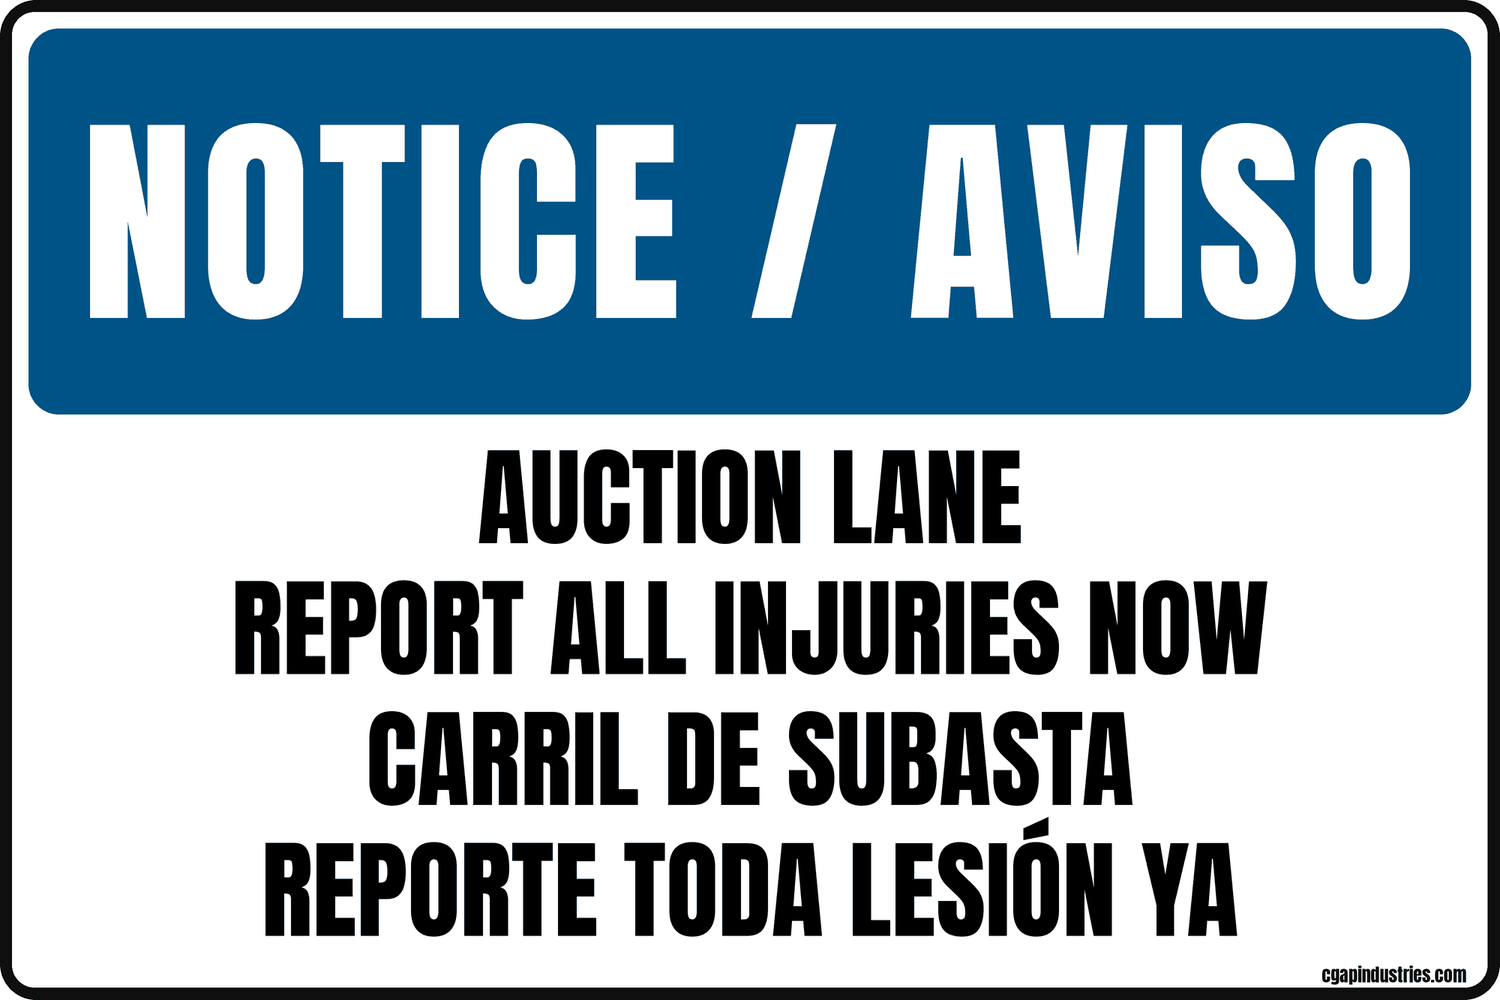 NOTICE / AVISO
AUCTION LANE
REPORT ALL INJURIES NOW
CARRIL DE SUBASTA
REPORTE TODA LESIÓN YA
cgapindustries.com